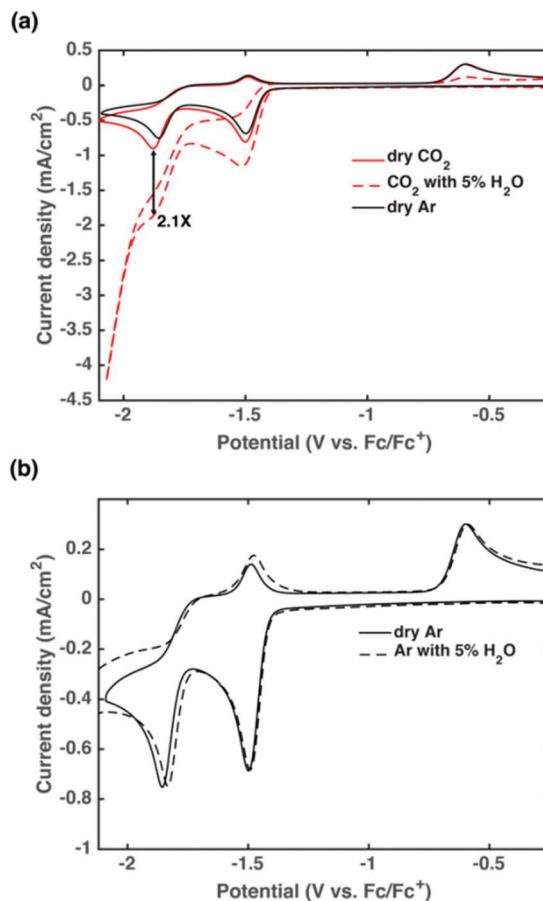 (a)
0.5
0
-0.5
-1
-1.5
-2
-2.5
-3
-3.5
-4
-4.5
Current density (mA/cm²)
dry CO₂
CO₂ with 5% H₂O
dry Ar
2.1X
-2 -1.5 -1 -0.5
Potential (V vs. Fc/Fc⁺)
(b)
0.2
0
-0.2
-0.4
-0.6
-0.8
-1
Current density (mA/cm²)
dry Ar
Ar with 5% H₂O
-2 -1.5 -1 -0.5
Potential (V vs. Fc/Fc⁺)